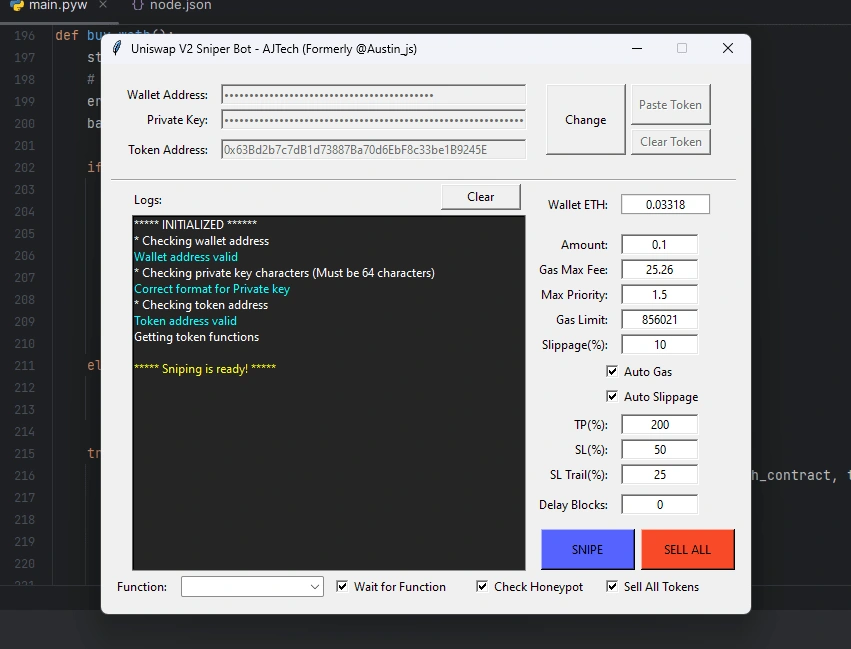 main.pyw
node.json
196 def
197
198 #
199
200
201
202 if
203
204
205
206
207
208
209
210
211
212
213
214
215
216 h_contract,
217
218
219
220
Uniswap V2 Sniper Bot - AJTech (Formerly @Austin_js)
Wallet Address:
Private Key:
Token Address: 0x63Bd2b7c7dB1d73887Ba70d6EbF8c33be1B9245E
Change
Paste Token
Clear Token
Logs:
Clear
***** INITIALIZED ******
* Checking wallet address
Wallet address valid
* Checking private key characters (Must be 64 characters)
Correct format for Private key
* Checking token address
Token address valid
Getting token functions
***** Sniping is ready! *****
Wallet ETH: 0.03318
Amount: 0.1
Gas Max Fee: 25.26
Max Priority: 1.5
Gas Limit: 856021
Slippage(%): 10
Auto Gas
Auto Slippage
TP(%): 200
SL(%): 50
SL Trail(%): 25
Delay Blocks: 0
SNIPE
SELL ALL
Function:
Wait for Function
Check Honeypot
Sell All Tokens